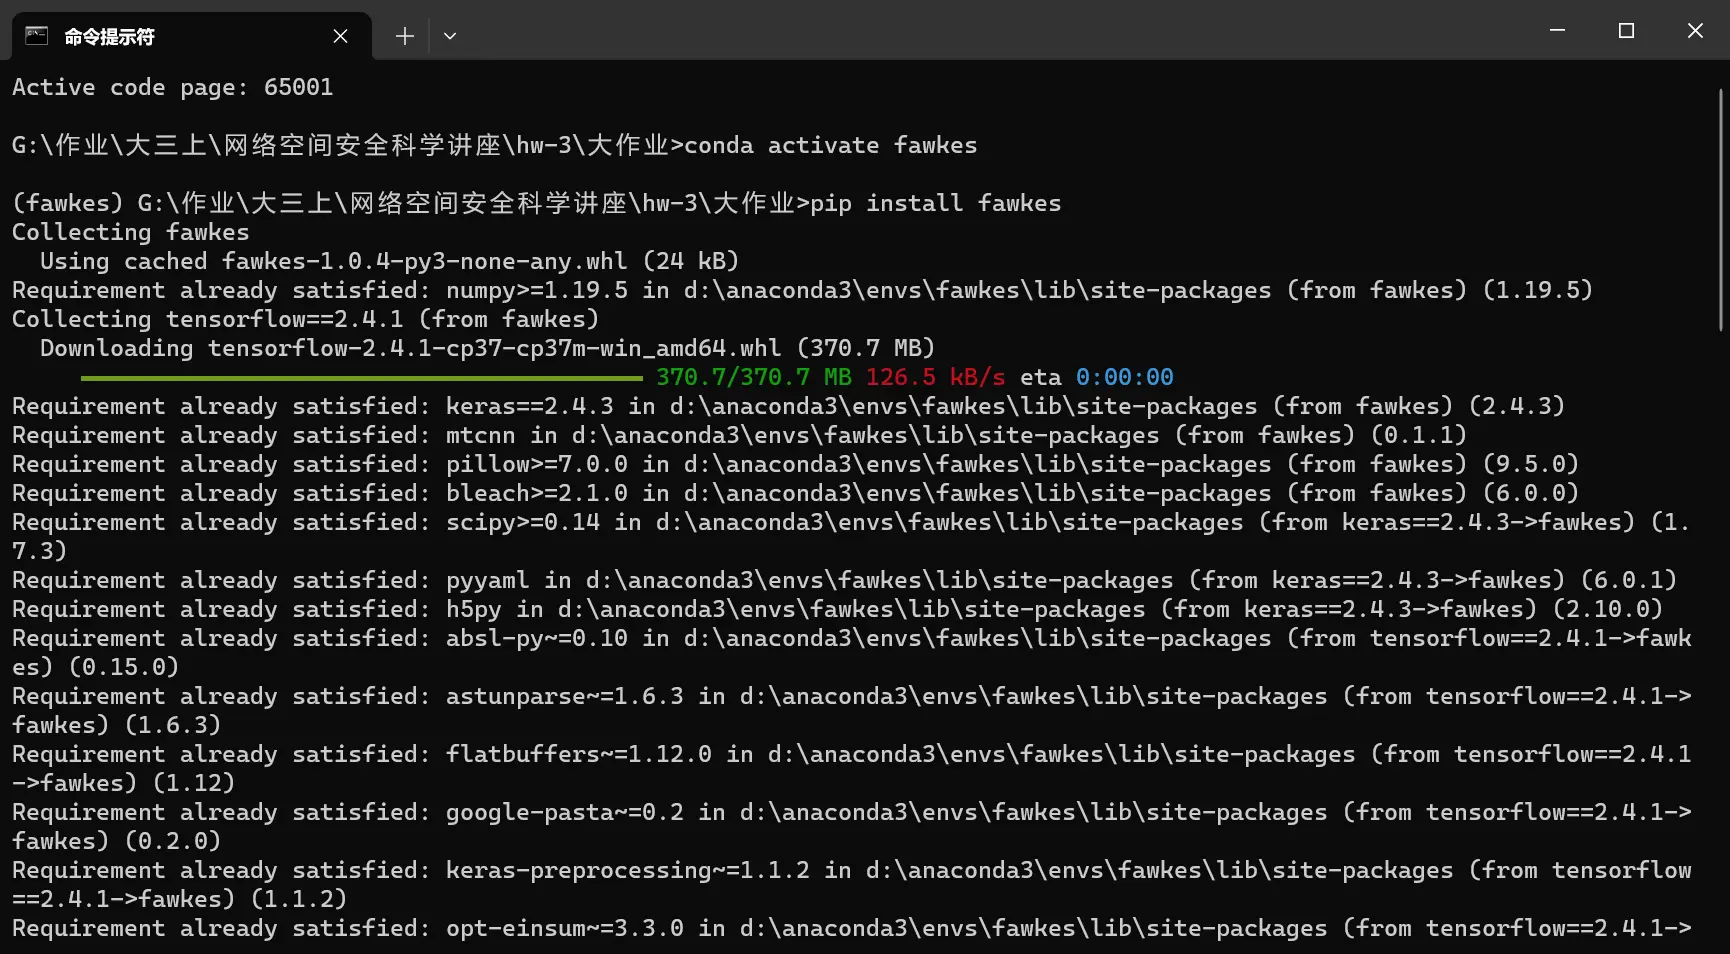 命令提示符
Active code page: 65001
G:\作业\大三上\网络空间安全科学讲座\hw-3\大作业>conda activate fawkes
(fawkes) G:\作业\大三上\网络空间安全科学讲座\hw-3\大作业>pip install fawkes
Collecting fawkes
  Using cached fawkes-1.0.4-py3-none-any.whl (24 kB)
Requirement already satisfied: numpy>=1.19.5 in d:\anaconda3\envs\fawkes\lib\site-packages (from fawkes) (1.19.5)
Collecting tensorflow==2.4.1 (from fawkes)
  Downloading tensorflow-2.4.1-cp37-cp37m-win_amd64.whl (370.7 MB)
370.7/370.7 MB 126.5 kB/s eta 0:00:00
Requirement already satisfied: keras==2.4.3 in d:\anaconda3\envs\fawkes\lib\site-packages (from fawkes) (2.4.3)
Requirement already satisfied: mtcnn in d:\anaconda3\envs\fawkes\lib\site-packages (from fawkes) (0.1.1)
Requirement already satisfied: pillow>=7.0.0 in d:\anaconda3\envs\fawkes\lib\site-packages (from fawkes) (9.5.0)
Requirement already satisfied: bleach>=2.1.0 in d:\anaconda3\envs\fawkes\lib\site-packages (from fawkes) (6.0.0)
Requirement already satisfied: scipy>=0.14 in d:\anaconda3\envs\fawkes\lib\site-packages (from keras==2.4.3->fawkes) (1.
7.3)
Requirement already satisfied: pyyaml in d:\anaconda3\envs\fawkes\lib\site-packages (from keras==2.4.3->fawkes) (6.0.1)
Requirement already satisfied: h5py in d:\anaconda3\envs\fawkes\lib\site-packages (from keras==2.4.3->fawkes) (2.10.0)
Requirement already satisfied: absl-py~=0.10 in d:\anaconda3\envs\fawkes\lib\site-packages (from tensorflow==2.4.1->fawk
es) (0.15.0)
Requirement already satisfied: astunparse~=1.6.3 in d:\anaconda3\envs\fawkes\lib\site-packages (from tensorflow==2.4.1->
fawkes) (1.6.3)
Requirement already satisfied: flatbuffers~=1.12.0 in d:\anaconda3\envs\fawkes\lib\site-packages (from tensorflow==2.4.1
->fawkes) (1.12)
Requirement already satisfied: google-pasta~=0.2 in d:\anaconda3\envs\fawkes\lib\site-packages (from tensorflow==2.4.1->
fawkes) (0.2.0)
Requirement already satisfied: keras-preprocessing~=1.1.2 in d:\anaconda3\envs\fawkes\lib\site-packages (from tensorflow
==2.4.1->fawkes) (1.1.2)
Requirement already satisfied: opt-einsum~=3.3.0 in d:\anaconda3\envs\fawkes\lib\site-packages (from tensorflow==2.4.1->